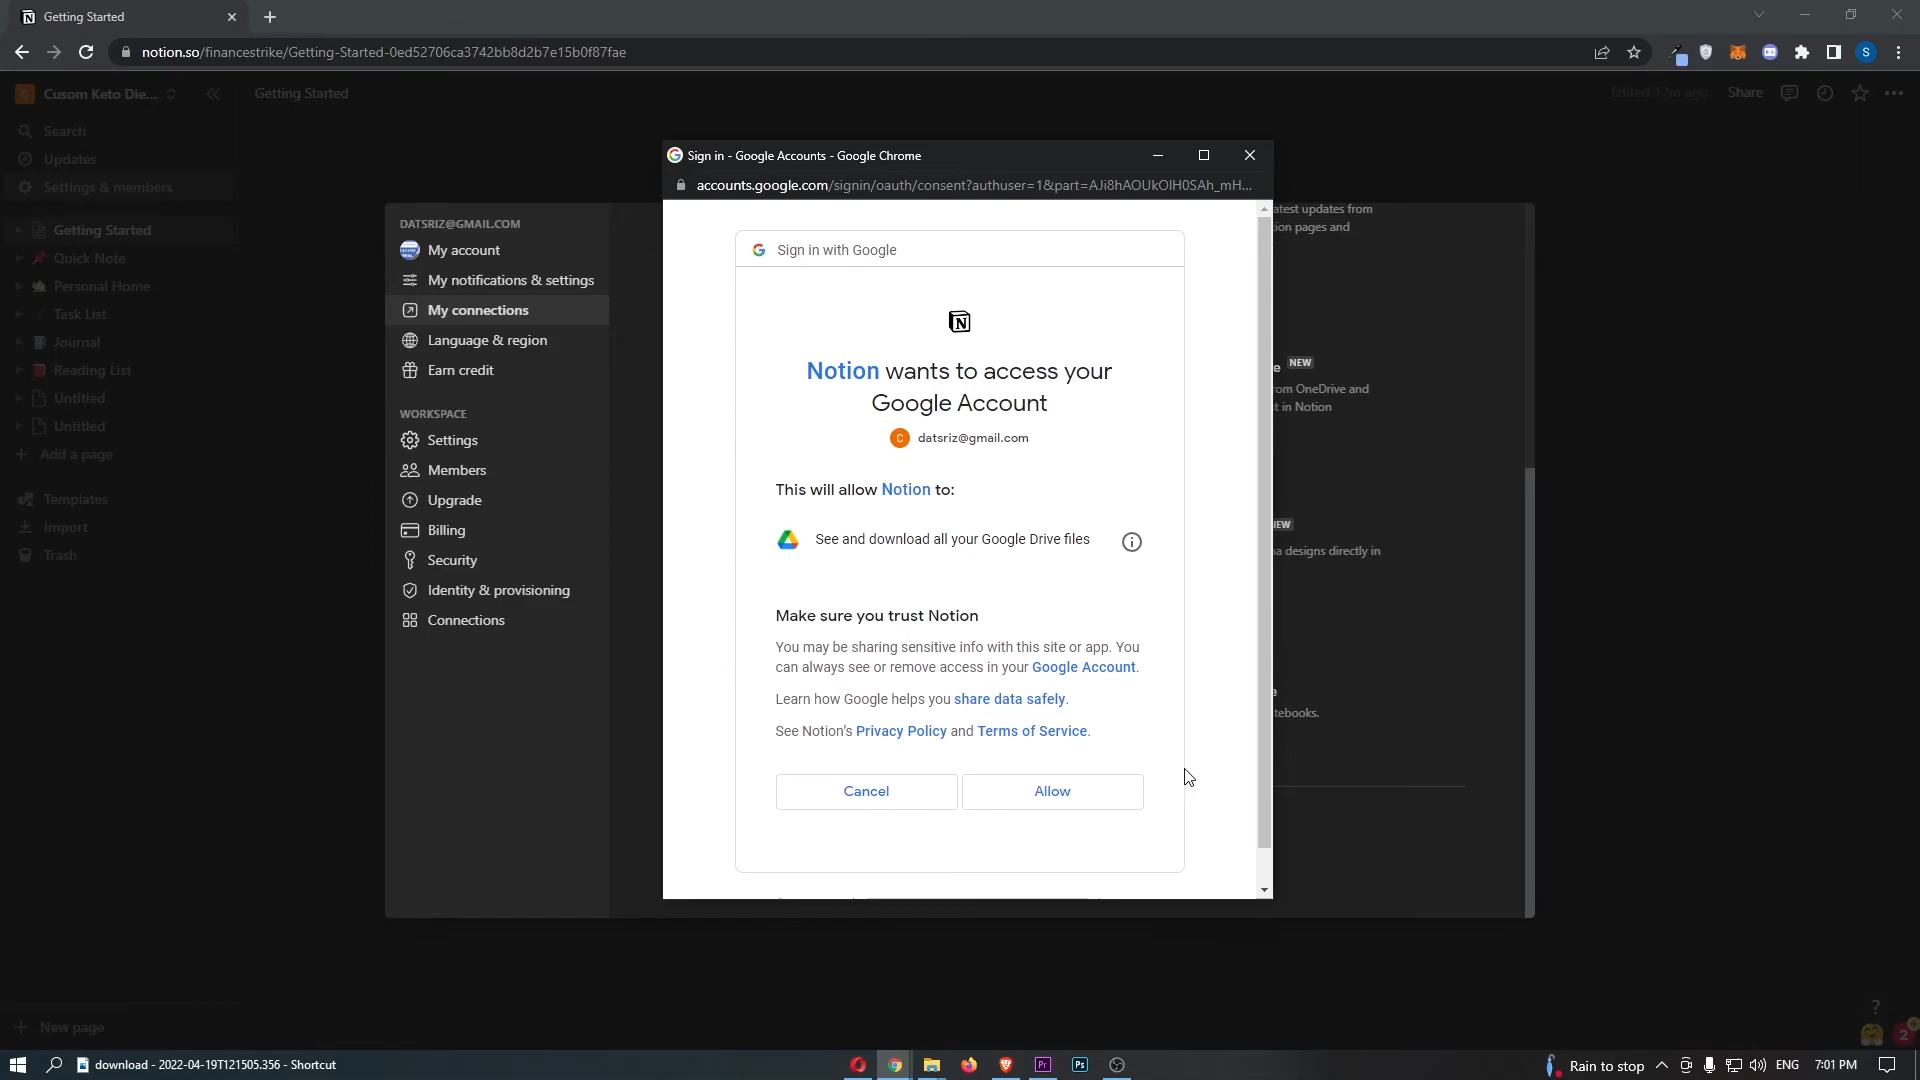 Getting Started
notion.so/financestrike/Getting-Started-0ed52706ca3742bb8d2b7e15b0f87fae
S
C Cusom Keto Die...
Getting Started
Edited 17m ago
Share
Search
Updates
Settings & members
Getting Started
Quick Note
Personal Home
Task List
Journal
Reading List
Untitled
Untitled
Add a page
Templates
Import
Trash
New page
DATSRIZ@GMAIL.COM
My account
My notifications & settings
My connections
Language & region
Earn credit
WORKSPACE
Settings
Members
Upgrade
Billing
Security
Identity & provisioning
Connections
Sign in - Google Accounts - Google Chrome
accounts.google.com/signin/oauth/consent?authuser=1&part=AJi8hAOUkOlH0SAh_mH...
Sign in with Google
Notion wants to access your
Google Account
C datsriz@gmail.com
This will allow Notion to:
See and download all your Google Drive files
Make sure you trust Notion
You may be sharing sensitive info with this site or app. You
can always see or remove access in your Google Account.
Learn how Google helps you share data safely.
See Notion's Privacy Policy and Terms of Service.
Cancel
Allow
atest updates from
ion pages and
e NEW
rom OneDrive and
t in Notion
EW
a designs directly in
e
tebooks.
?
2
download - 2022-04-19T121505.356 - Shortcut
Pr
Ps
Rain to stop
ENG
7:01 PM